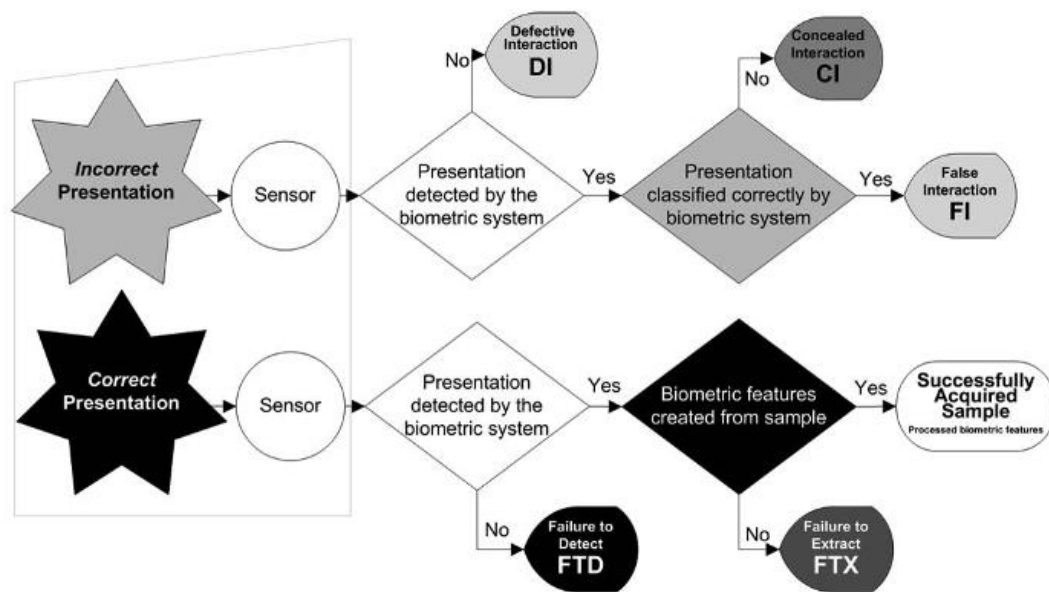 Incorrect
Presentation
Sensor
Presentation
detected by the
biometric system
No
Defective
Interaction
DI
Yes
Presentation
classified correctly by
biometric system
No
Concealed
Interaction
CI
Yes
False
Interaction
FI
Correct
Presentation
Sensor
Presentation
detected by the
biometric system
No
Failure to
Detect
FTD
Yes
Biometric features
created from sample
No
Failure to
Extract
FTX
Yes
Successfully
Acquired
Sample
Processed biometric features